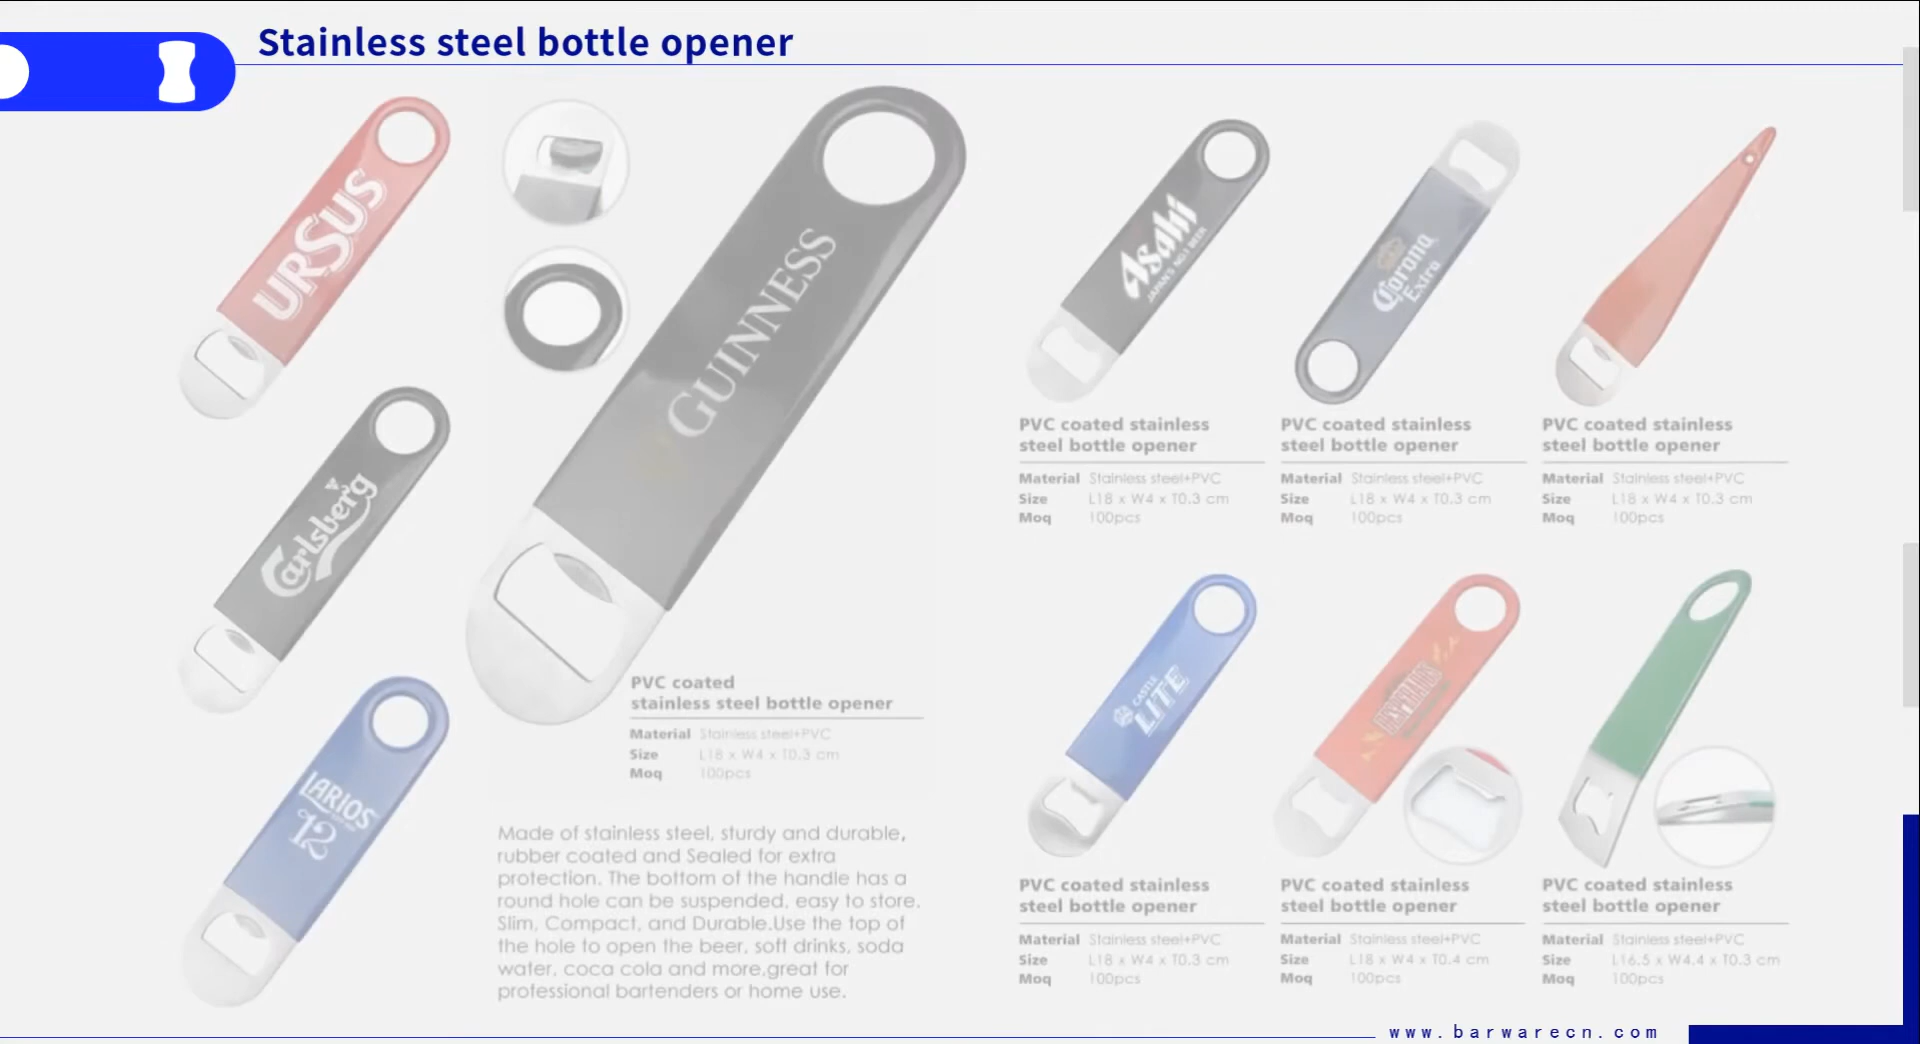 Stainless steel bottle opener
URSUS
Carlsberg
LARIOS
12
GUINNESS
PVC coated
stainless steel bottle opener
Material Stainless steel+PVC
Size L18 x W4 x T0.3 cm
Moq 100pcs
Made of stainless steel, sturdy and durable,
rubber coated and Sealed for extra
protection. The bottom of the handle has a
round hole can be suspended, easy to store.
Slim, Compact, and Durable.Use the top of
the hole to open the beer, soft drinks, soda
water, coca cola and more,great for
professional bartenders or home use.
Asahi
JAPAN'S NO.1 BEER
PVC coated stainless
steel bottle opener
Material Stainless steel+PVC
Size L18 x W4 x T0.3 cm
Moq 100pcs
Corona
Extra
PVC coated stainless
steel bottle opener
Material Stainless steel+PVC
Size L18 x W4 x T0.3 cm
Moq 100pcs
PVC coated stainless
steel bottle opener
Material Stainless steel+PVC
Size L18 x W4 x T0.3 cm
Moq 100pcs
CASTLE
LITE
PVC coated stainless
steel bottle opener
Material Stainless steel+PVC
Size L18 x W4 x T0.3 cm
Moq 100pcs
DESPERADOS
PVC coated stainless
steel bottle opener
Material Stainless steel+PVC
Size L18 x W4 x T0.4 cm
Moq 100pcs
PVC coated stainless
steel bottle opener
Material Stainless steel+PVC
Size L16.5 x W4.4 x T0.3 cm
Moq 100pcs
www.barwarecn.com